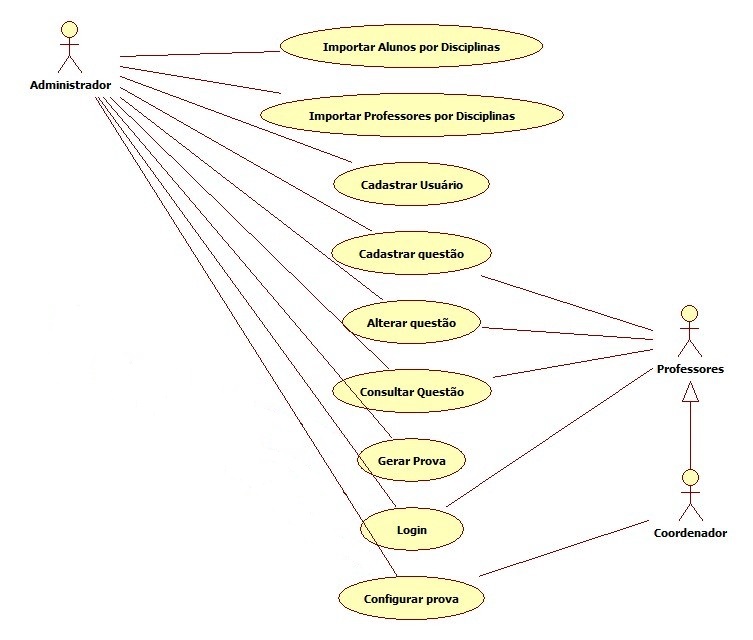 Administrador
Importar Alunos por Disciplinas
Importar Professores por Disciplinas
Cadastrar Usuário
Cadastrar questão
Alterar questão
Professores
Consultar Questão
Gerar Prova
Login
Coordenador
Configurar prova